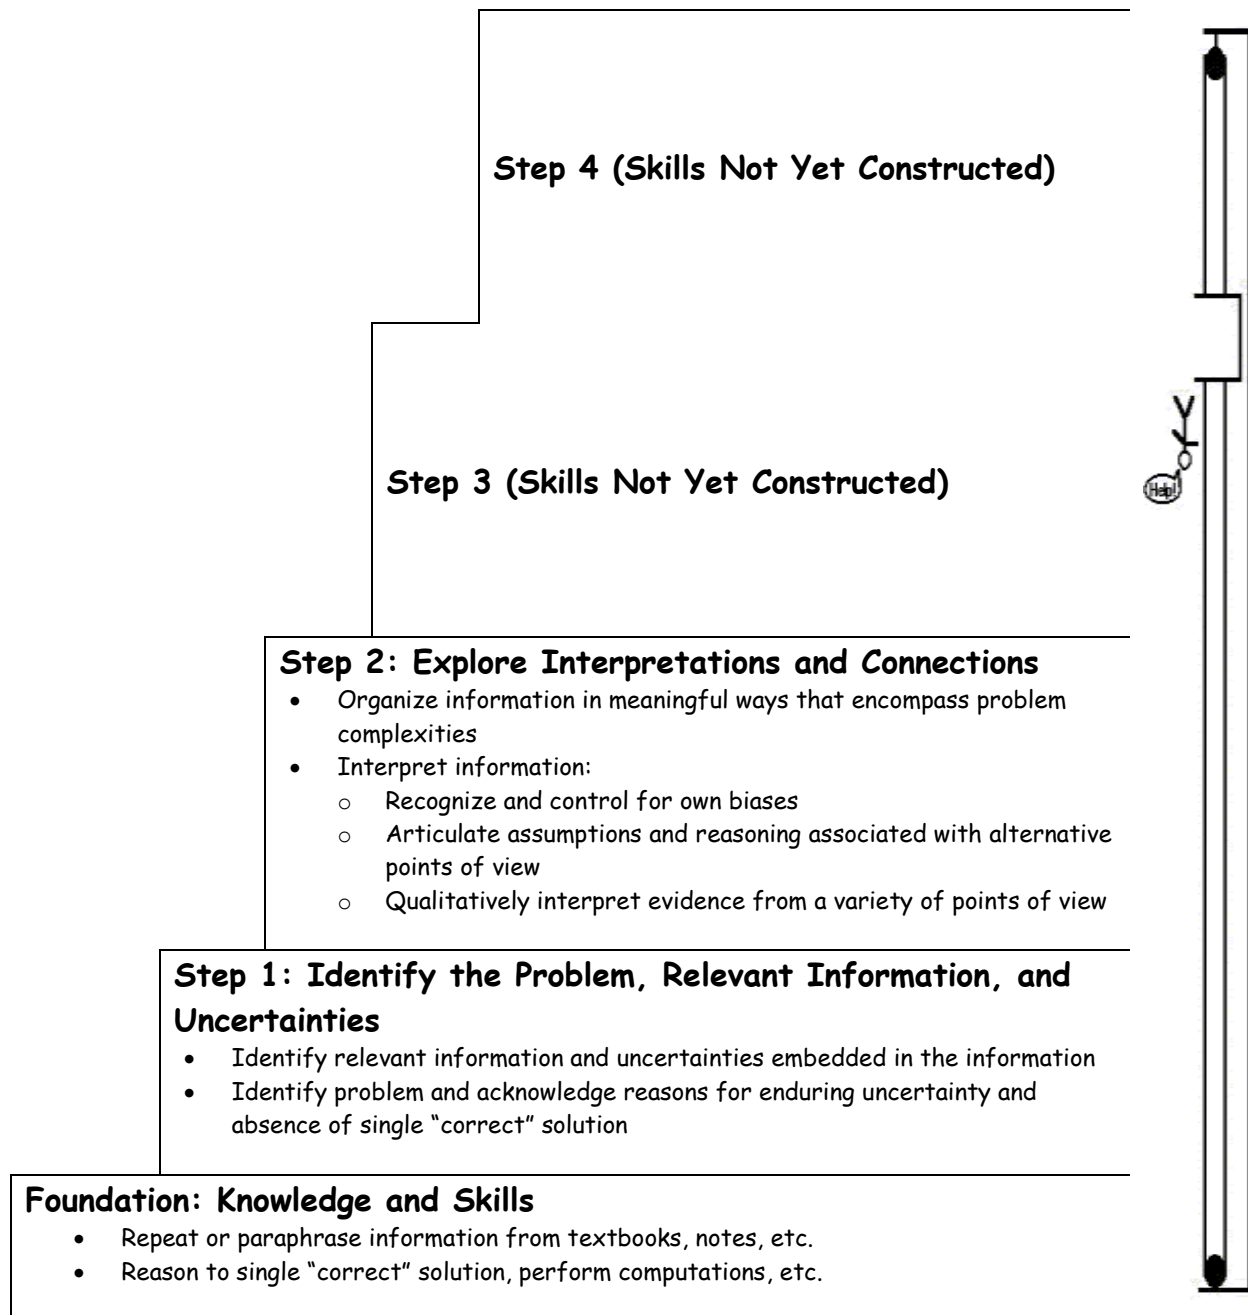 Step 4 (Skills Not Yet Constructed)
Help!
Step 3 (Skills Not Yet Constructed)
Step 2: Explore Interpretations and Connections
• Organize information in meaningful ways that encompass problem
complexities
• Interpret information:
o Recognize and control for own biases
o Articulate assumptions and reasoning associated with alternative
points of view
o Qualitatively interpret evidence from a variety of points of view
Step 1: Identify the Problem, Relevant Information, and
Uncertainties
• Identify relevant information and uncertainties embedded in the information
• Identify problem and acknowledge reasons for enduring uncertainty and
absence of single “correct” solution
Foundation: Knowledge and Skills
• Repeat or paraphrase information from textbooks, notes, etc.
• Reason to single “correct” solution, perform computations, etc.